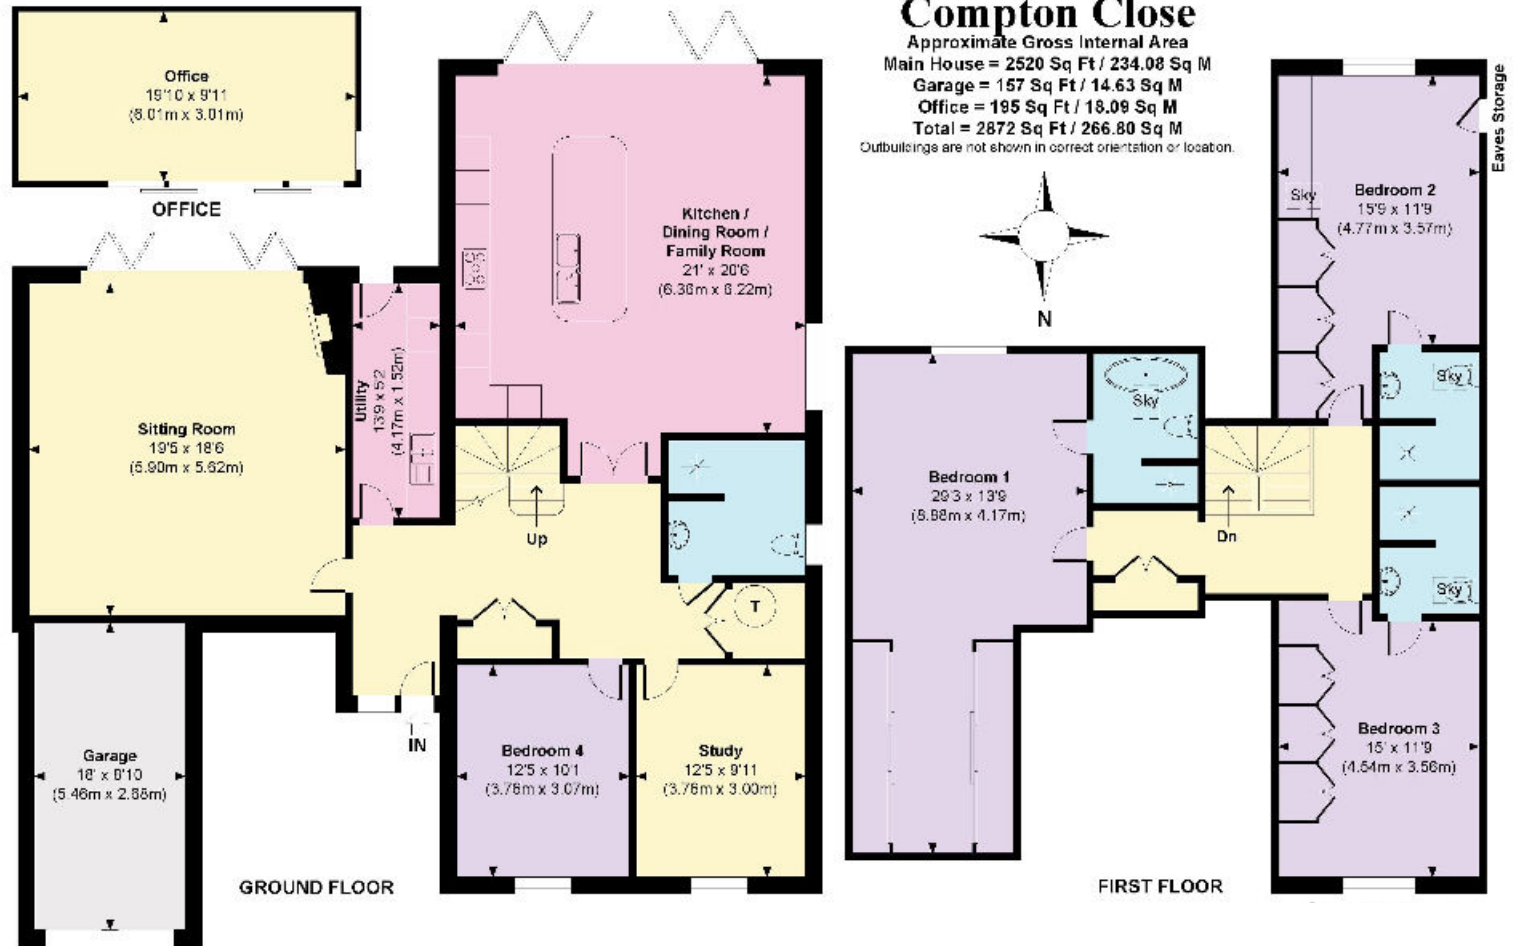 Compton Close
Approximate Gross Internal Area
Main House = 2520 Sq Ft / 234.08 Sq M
Garage = 157 Sq Ft / 14.63 Sq M
Office = 195 Sq Ft / 18.09 Sq M
Total = 2872 Sq Ft / 266.80 Sq M
Outbuildings are not shown in correct orientation or location.
N
Office
19'10 x 9'11
(6.01m x 3.01m)
OFFICE
Sitting Room
19'5 x 18'6
(5.90m x 5.62m)
Utility
13'9 x 5'2
(4.17m x 1.52m)
Kitchen /
Dining Room /
Family Room
21' x 20'6
(6.36m x 6.22m)
Up
T
IN
Garage
18' x 8'10
(5.46m x 2.68m)
Bedroom 4
12'5 x 10'1
(3.76m x 3.07m)
Study
12'5 x 9'11
(3.76m x 3.00m)
GROUND FLOOR
Eaves Storage
Sky
Bedroom 2
15'9 x 11'9
(4.77m x 3.57m)
Sky
Sky
Bedroom 1
29'3 x 13'9
(8.88m x 4.17m)
Dn
Sky
Bedroom 3
15' x 11'9
(4.54m x 3.56m)
FIRST FLOOR